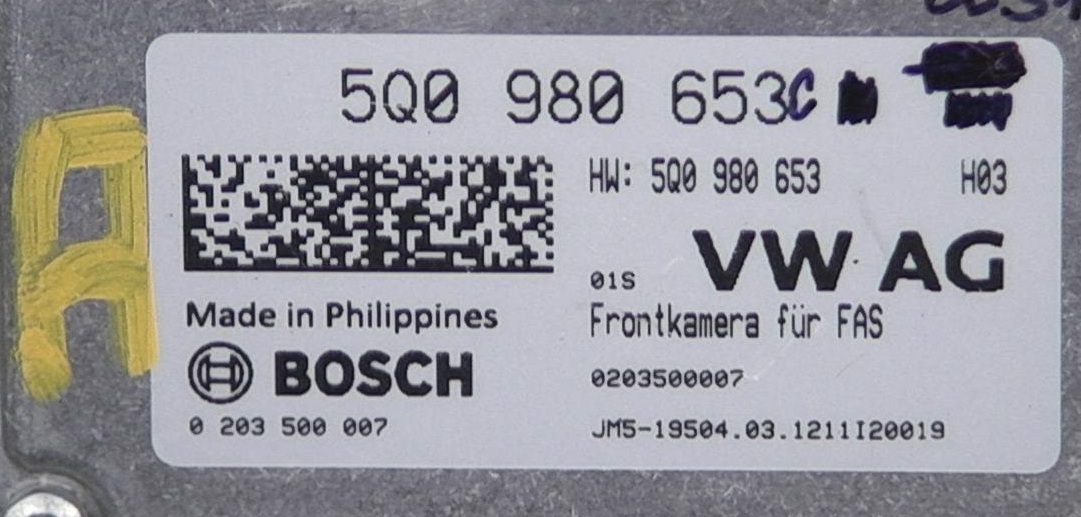 5Q0 980 653C
HW: 5Q0 980 653 H03
01S VW AG
Made in Philippines
Frontkamera für FAS
BOSCH
0203500007
0 203 500 007
JM5-19504.03.1211I20019